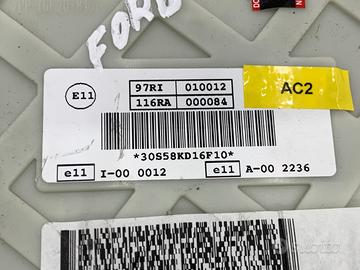 FORD
E11
97RI 010012
116RA 000084
AC2
*30S58KD16F10*
e11 I-00 0012 e11 A-00 2236